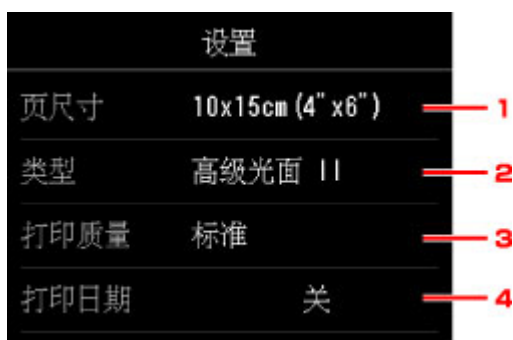 设置
页尺寸 10x15cm(4"x6") 1
类型 高级光面 II 2
打印质量 标准 3
打印日期 关 4